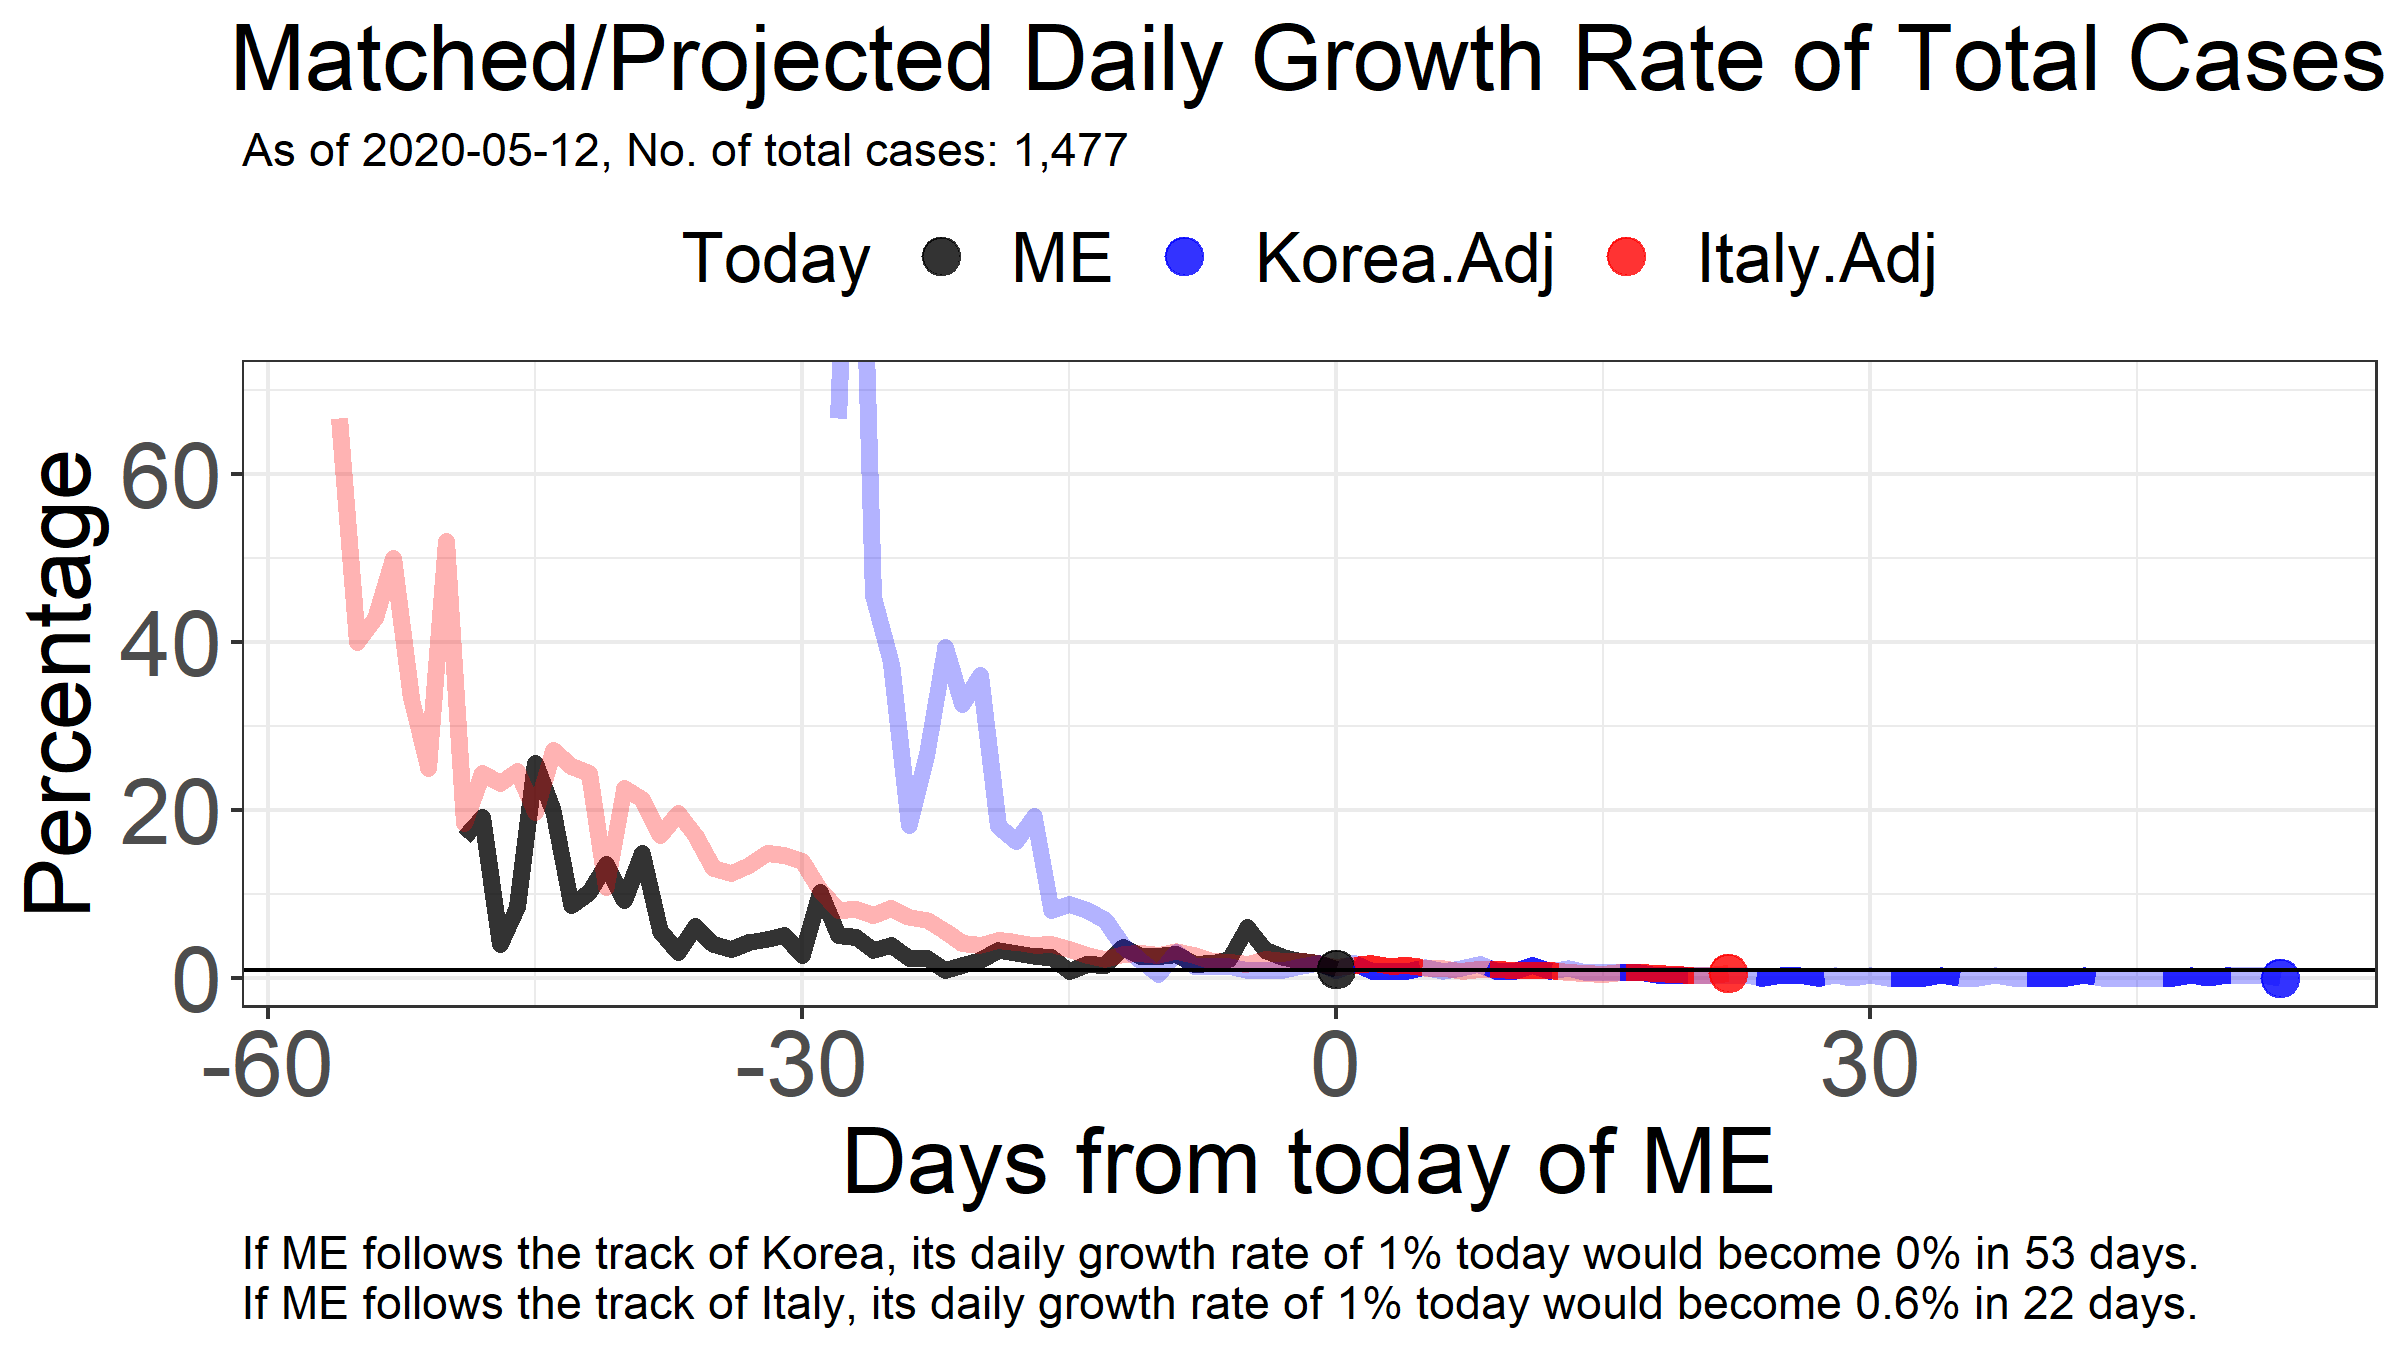 Matched/Projected Daily Growth Rate of Total Cases
As of 2020-05-12, No. of total cases: 1,477
Today ME Korea.Adj Italy.Adj
Percentage
60
40
20
0
-60 -30 0 30
Days from today of ME
If ME follows the track of Korea, its daily growth rate of 1% today would become 0% in 53 days.
If ME follows the track of Italy, its daily growth rate of 1% today would become 0.6% in 22 days.